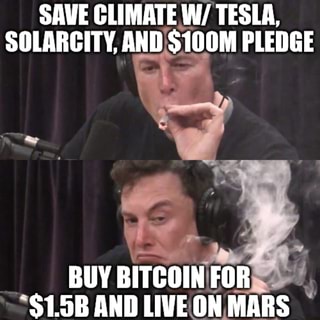 SAVE CLIMATE W/ TESLA,
SOLARCITY, AND $100M PLEDGE
BUY BITCOIN FOR
$1.5B AND LIVE ON MARS